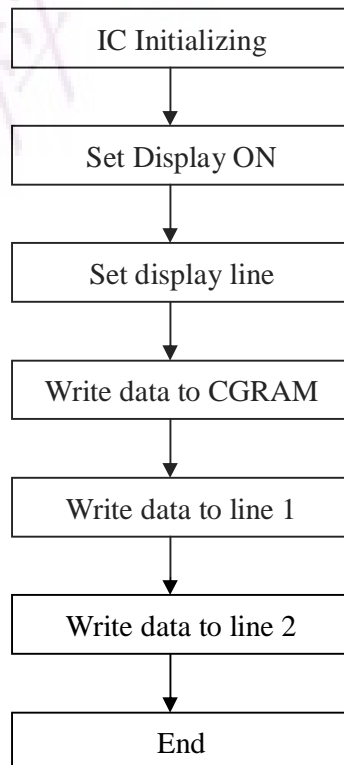 IC Initializing
Set Display ON
Set display line
Write data to CGRAM
Write data to line 1
Write data to line 2
End